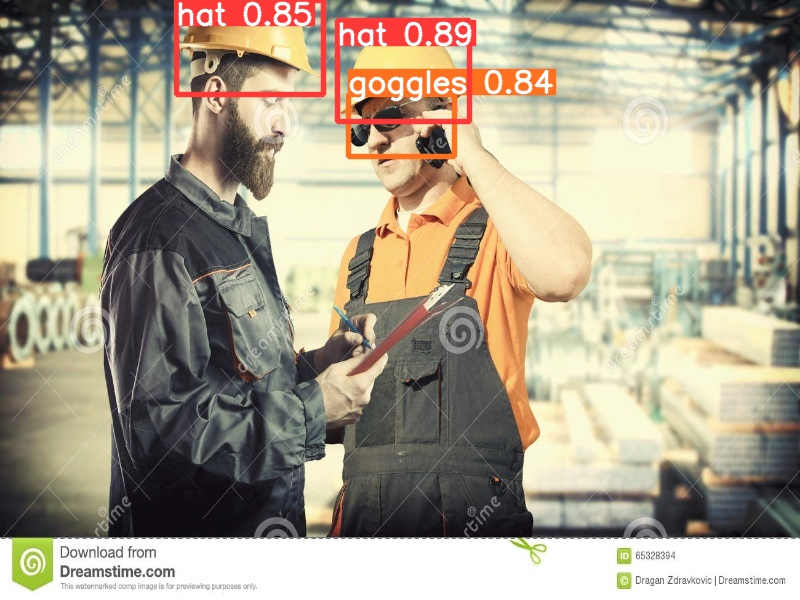 hat 0.85
hat 0.89
goggles 0.84
dreamstime
Download from
Dreamstime.com
This watermarked comp image is for previewing purposes only.
65328394
Dragan Zdravkovic | Dreamstime.com